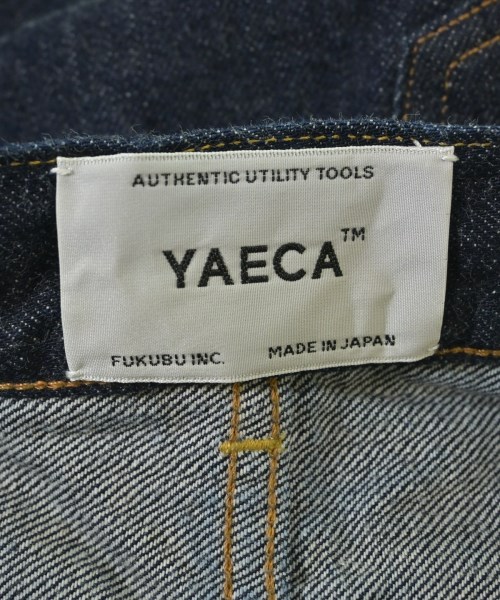 AUTHENTIC UTILITY TOOLS
YAECA™
FUKUBU INC. MADE IN JAPAN